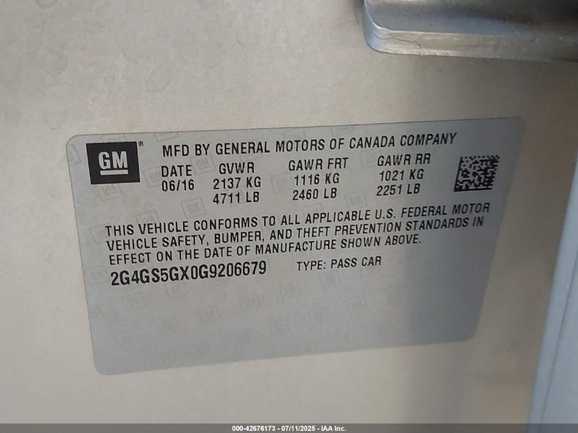 GM ® MFD BY GENERAL MOTORS OF CANADA COMPANY
DATE GVWR GAWR FRT GAWR RR
06/16 2137 KG 1116 KG 1021 KG
4711 LB 2460 LB 2251 LB
THIS VEHICLE CONFORMS TO ALL APPLICABLE U.S. FEDERAL MOTOR
VEHICLE SAFETY, BUMPER, AND THEFT PREVENTION STANDARDS IN
EFFECT ON THE DATE OF MANUFACTURE SHOWN ABOVE.
2G4GS5GX0G9206679 TYPE: PASS CAR
000-42676173 - 07/11/2025 - IAA Inc.